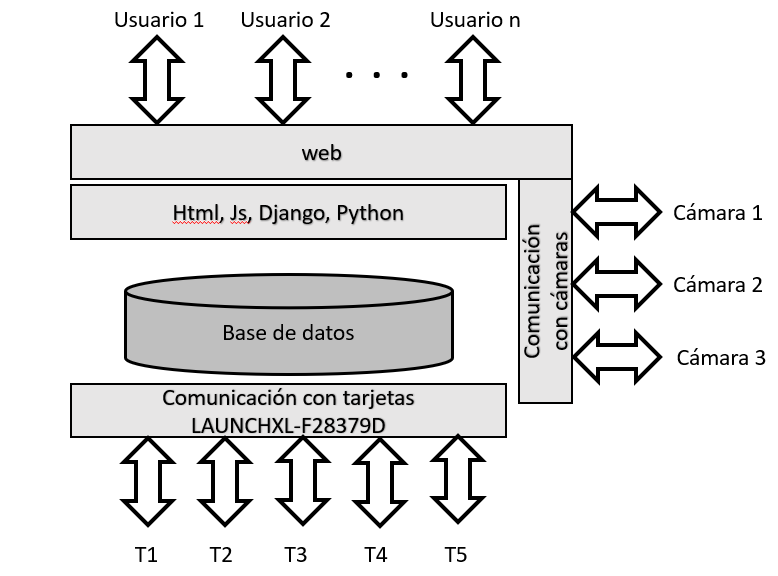 Usuario 1
Usuario 2
Usuario n
. . .
web
Html, Js, Django, Python
Comunicación
con cámaras
Cámara 1
Cámara 2
Cámara 3
Base de datos
Comunicación con tarjetas
LAUNCHXL-F28379D
T1
T2
T3
T4
T5